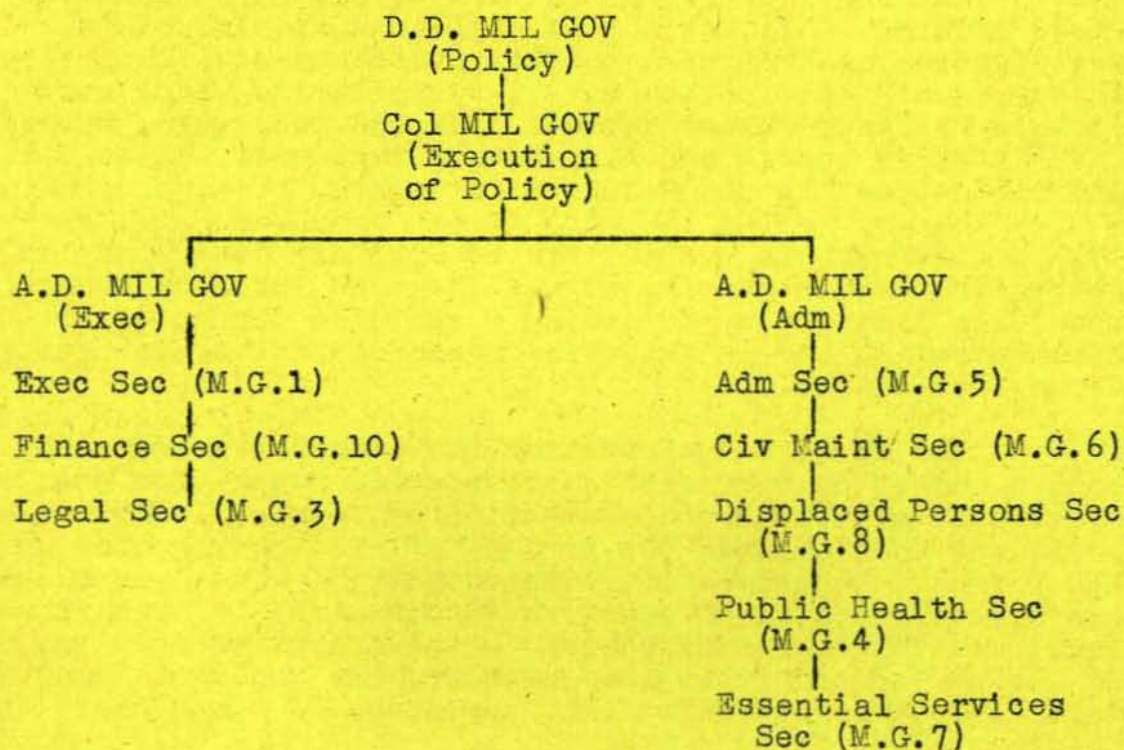 D.D. MIL GOV
(Policy)
Col MIL GOV
(Execution
of Policy)
A.D. MIL GOV
(Exec)
Exec Sec (M.G.1)
Finance Sec (M.G.10)
Legal Sec (M.G.3)
A.D. MIL GOV
(Adm)
Adm Sec (M.G.5)
Civ Maint Sec (M.G.6)
Displaced Persons Sec
(M.G.8)
Public Health Sec
(M.G.4)
Essential Services
Sec (M.G.7)